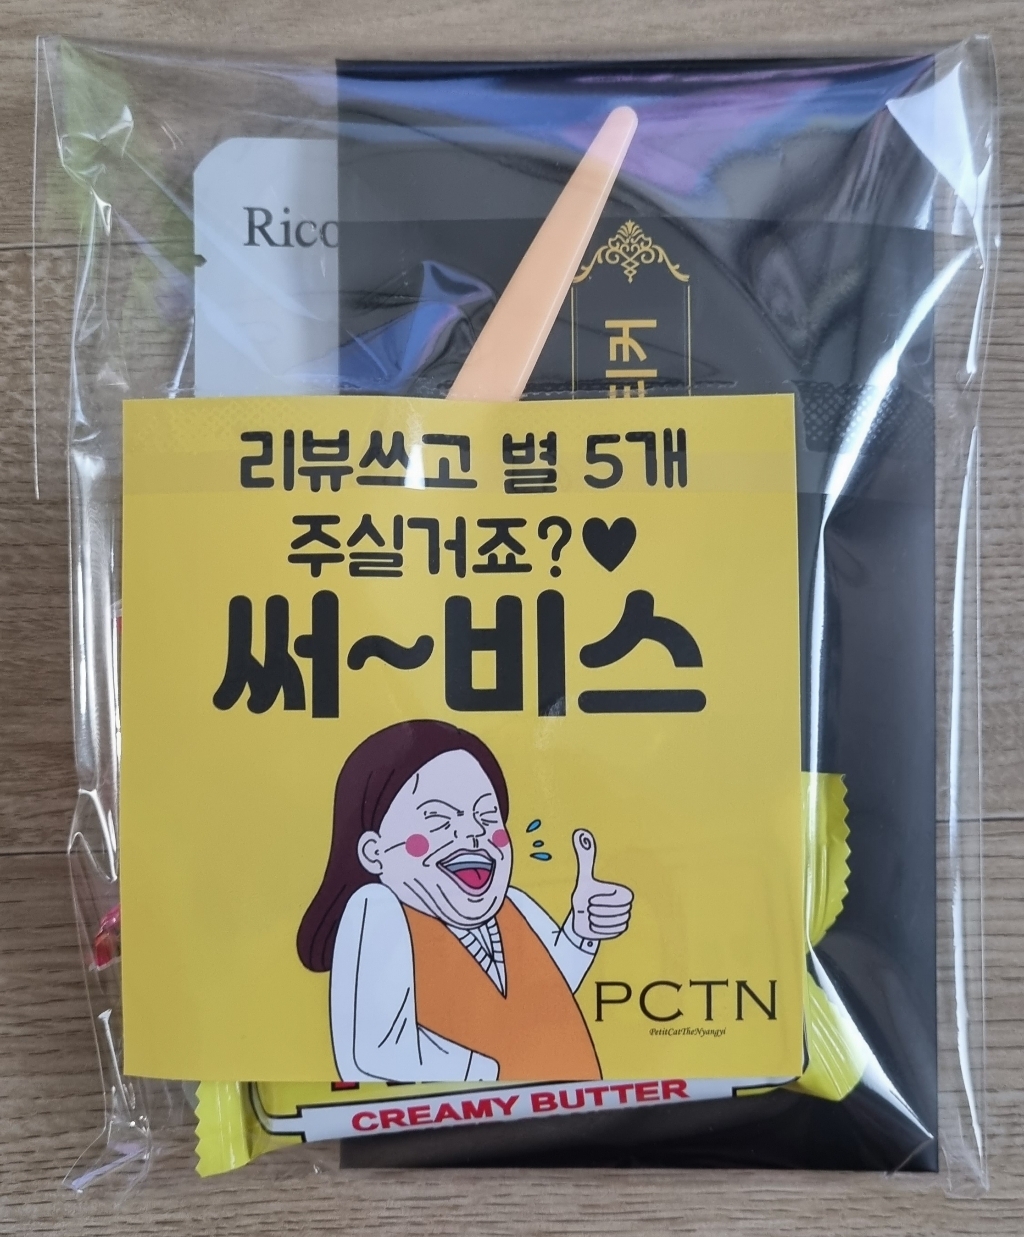 Rico
리뷰쓰고 별 5개
주실거죠?♥
써~비스
PCTN
PetitCatTheNyangyi
CREAMY BUTTER